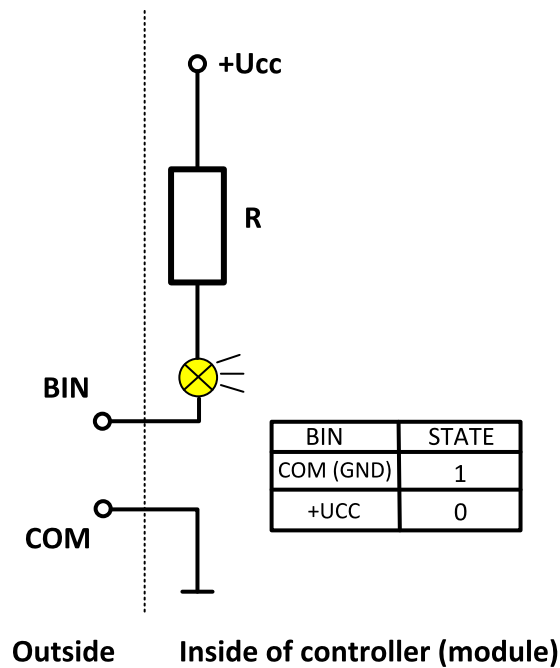 +Ucc
R
BIN
BIN STATE
COM (GND) 1
+UCC 0
COM
Outside Inside of controller (module)